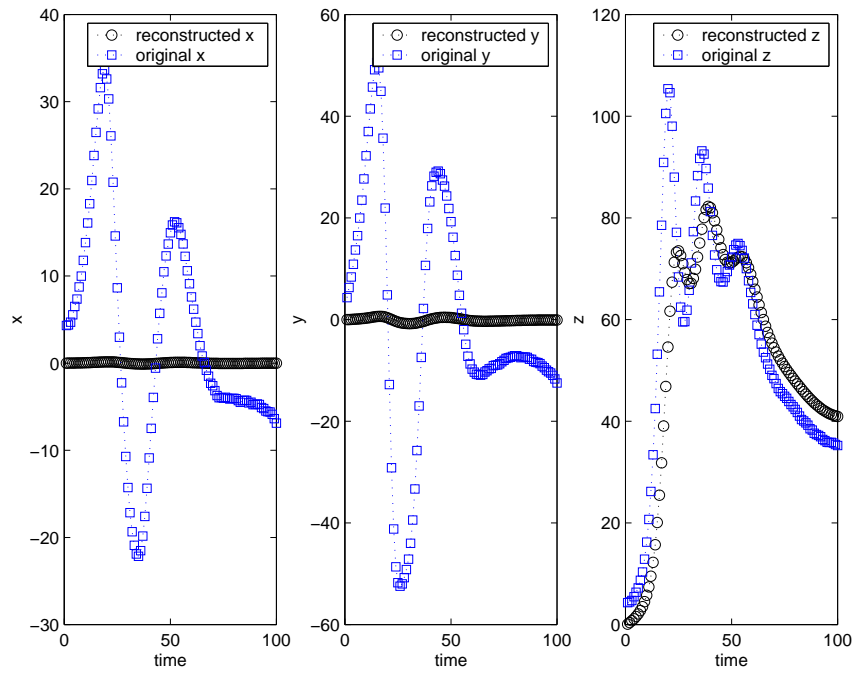 reconstructed x
original x
40
30
20
10
0
−10
−20
−30
x
0
50
100
time
reconstructed y
original y
60
40
20
0
−20
−40
−60
y
0
50
100
time
reconstructed z
original z
120
100
80
60
40
20
0
z
0
50
100
time